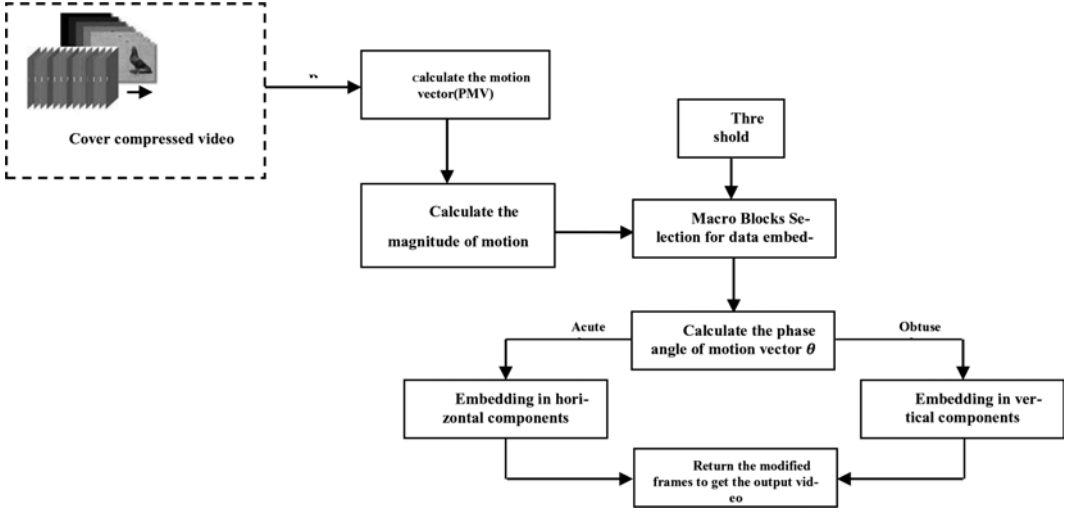 Cover compressed video
calculate the motion
vector(PMV)
Thre
shold
Calculate the
magnitude of motion
Macro Blocks Se-
lection for data embed-
Calculate the phase
angle of motion vector θ
Acute
Obtuse
Embedding in hori-
zontal components
Embedding in ver-
tical components
Return the modified
frames to get the output vid-
eo